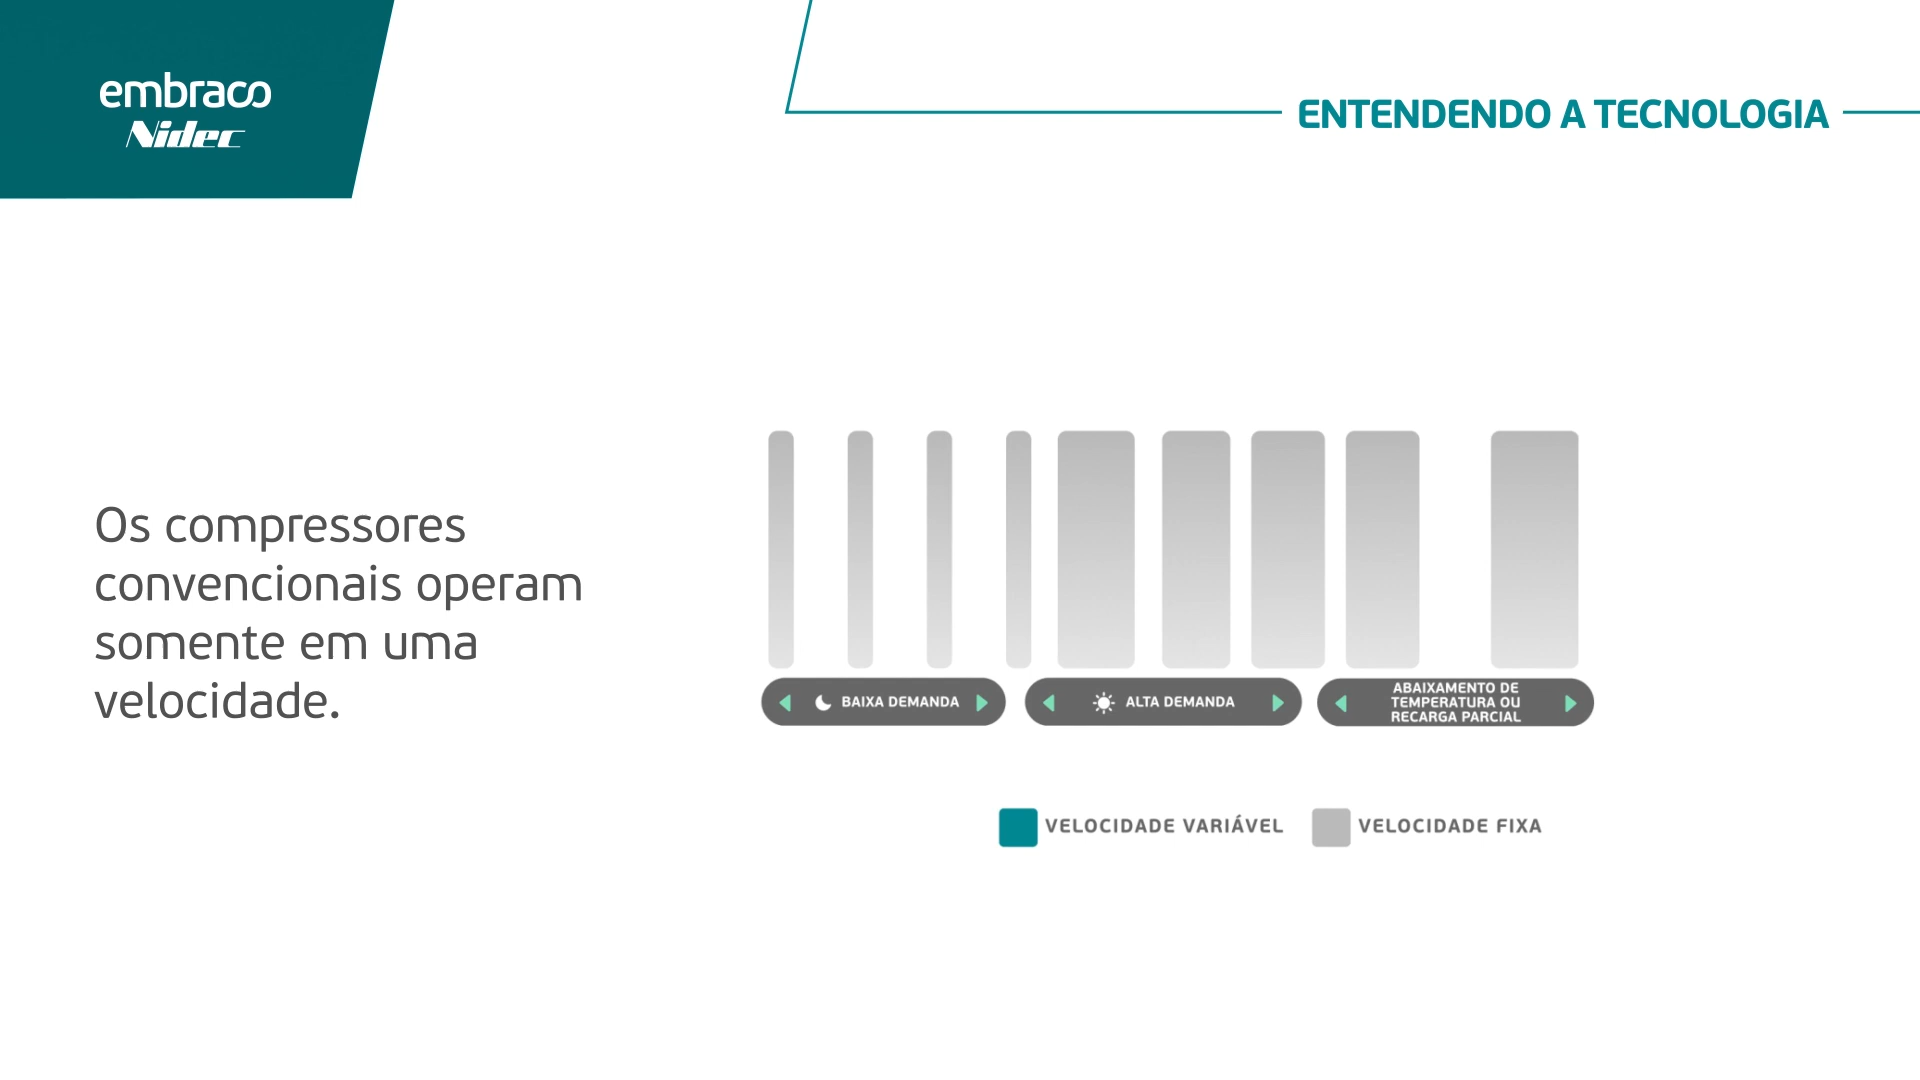 embraco
Nidec
ENTENDENDO A TECNOLOGIA
Os compressores
convencionais operam
somente em uma
velocidade.
BAIXA DEMANDA
ALTA DEMANDA
ABAIXAMENTO DE
TEMPERATURA OU
RECARGA PARCIAL
VELOCIDADE VARIÁVEL
VELOCIDADE FIXA